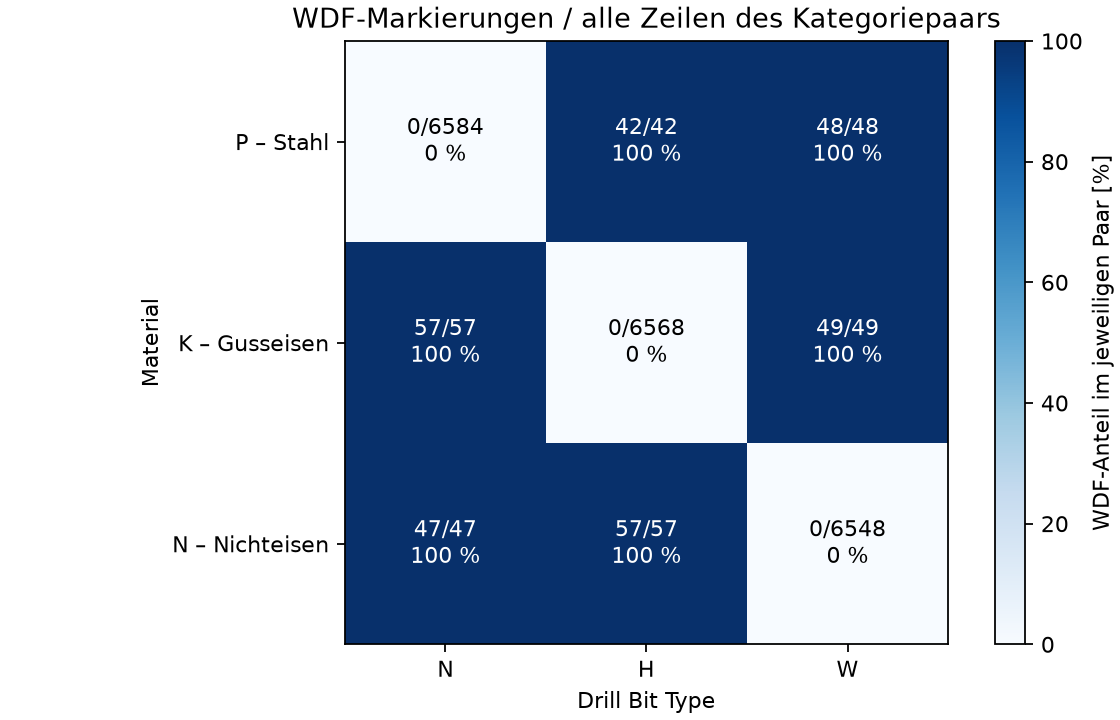 WDF-Markierungen / alle Zeilen des Kategoriepaars
P – Stahl
0/6584
0 %
42/42
100 %
48/48
100 %
K – Gusseisen
57/57
100 %
0/6568
0 %
49/49
100 %
N – Nichteisen
47/47
100 %
57/57
100 %
0/6548
0 %
Material
N
H
W
Drill Bit Type
100
80
60
40
20
0
WDF-Anteil im jeweiligen Paar [%]